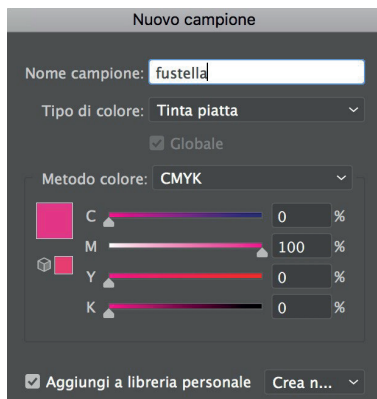 Nuovo campione
Nome campione: fustella
Tipo di colore: Tinta piatta
Globale
Metodo colore: CMYK
C 0 %
M 100 %
Y 0 %
K 0 %
Aggiungi a libreria personale Crea n...